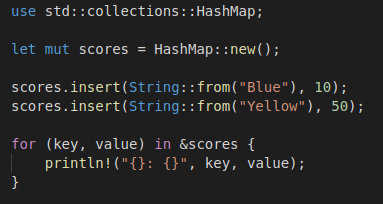 use std::collections::HashMap;

let mut scores = HashMap::new();

scores.insert(String::from("Blue"), 10);
scores.insert(String::from("Yellow"), 50);

for (key, value) in &scores {
    println!("{}: {}", key, value);
}